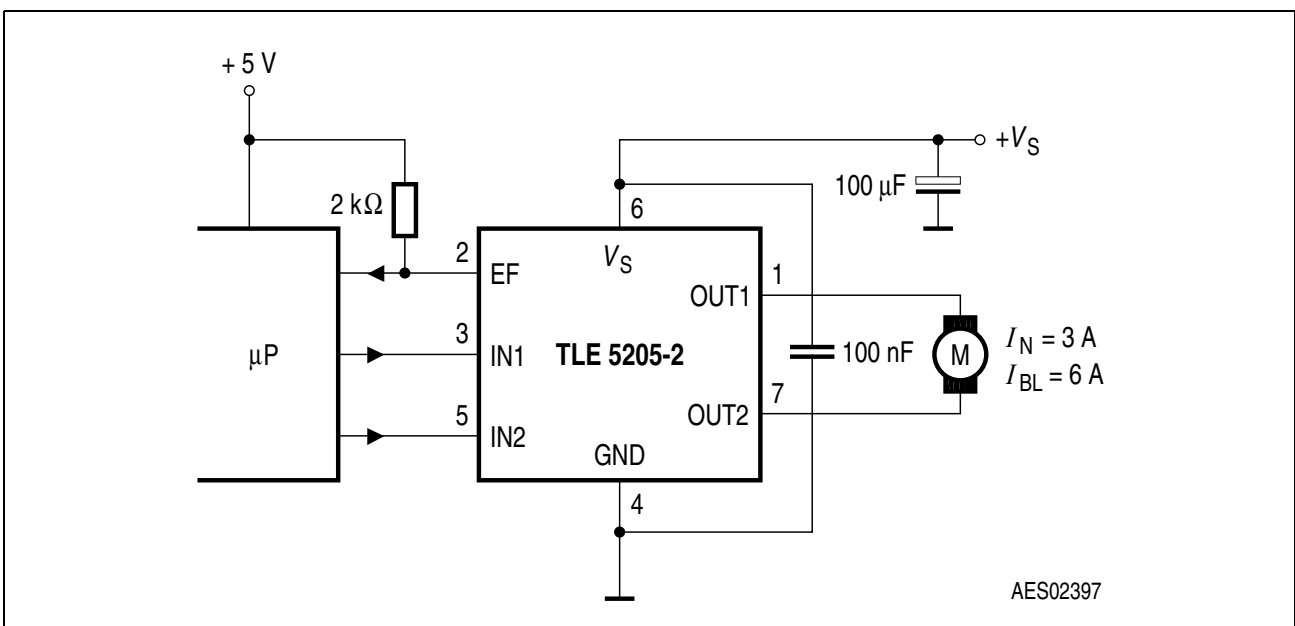 + 5 V
+VS
100 µF
2 kΩ
6
VS
2
EF
1
OUT1
3
IN1
µP
TLE 5205-2
100 nF
M
IN = 3 A
IBL = 6 A
7
OUT2
5
IN2
GND
4
AES02397